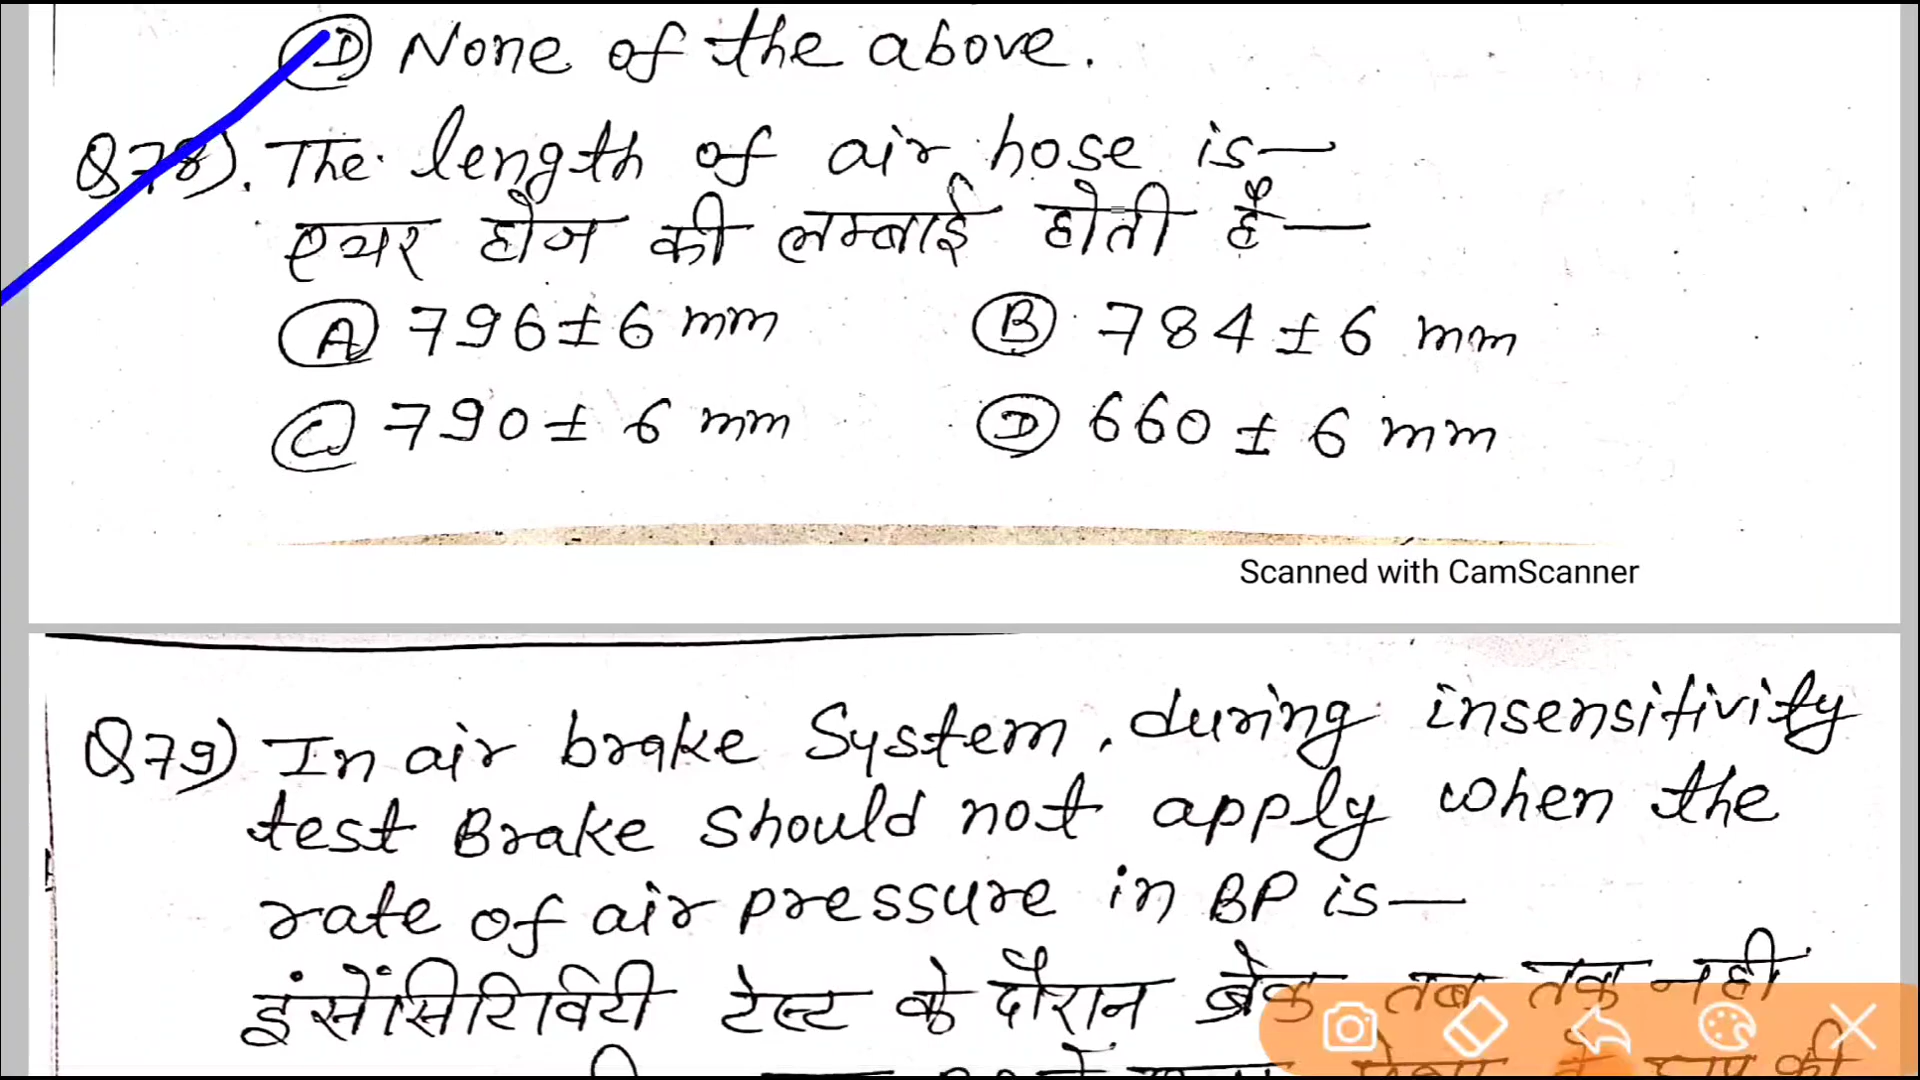 (D) None of the above.
Q78). The length of air hose is—
एयर हौज की लम्बाई होती है—
(A) 796±6 mm (B) 784±6 mm
(C) 790±6 mm (D) 660±6 mm
Scanned with CamScanner
Q79) In air brake System, during insensitivity
test Brake should not apply when the
rate of air pressure in BP is—
इंसेंसिटिविटी टेस्ट के दौरान ब्रेक तब तक नही